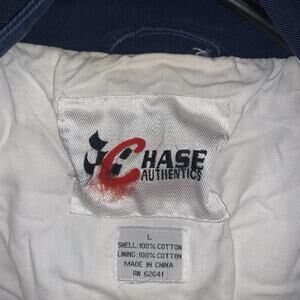 CHASE
AUTHENTICS
L
SHELL:100% COTTON
LINING:100% COTTON
MADE IN CHINA
RN 62641